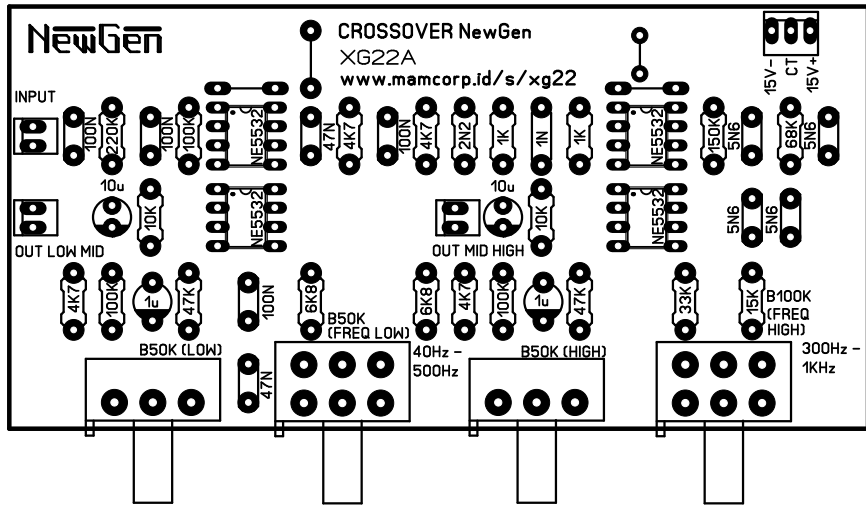 NewGen
CROSSOVER NewGen
XG22A
www.mamcorp.id/s/xg22
15V-
CT
15V+
INPUT
100N
220K
100N
100K
NE5532
47N
4K7
100N
4K7
2N2
1K
1N
1K
NE5532
150K
5N6
68K
5N6
10u
10K
NE5532
10u
10K
NE5532
5N6
5N6
OUT LOW MID
OUT MID HIGH
4K7
100K
1u
47K
100N
6K8
B50K
(FREQ LOW)
6K8
4K7
100K
1u
47K
33K
15K
B100K
(FREQ
HIGH)
B50K (LOW)
47N
40Hz -
500Hz
B50K (HIGH)
300Hz -
1KHz